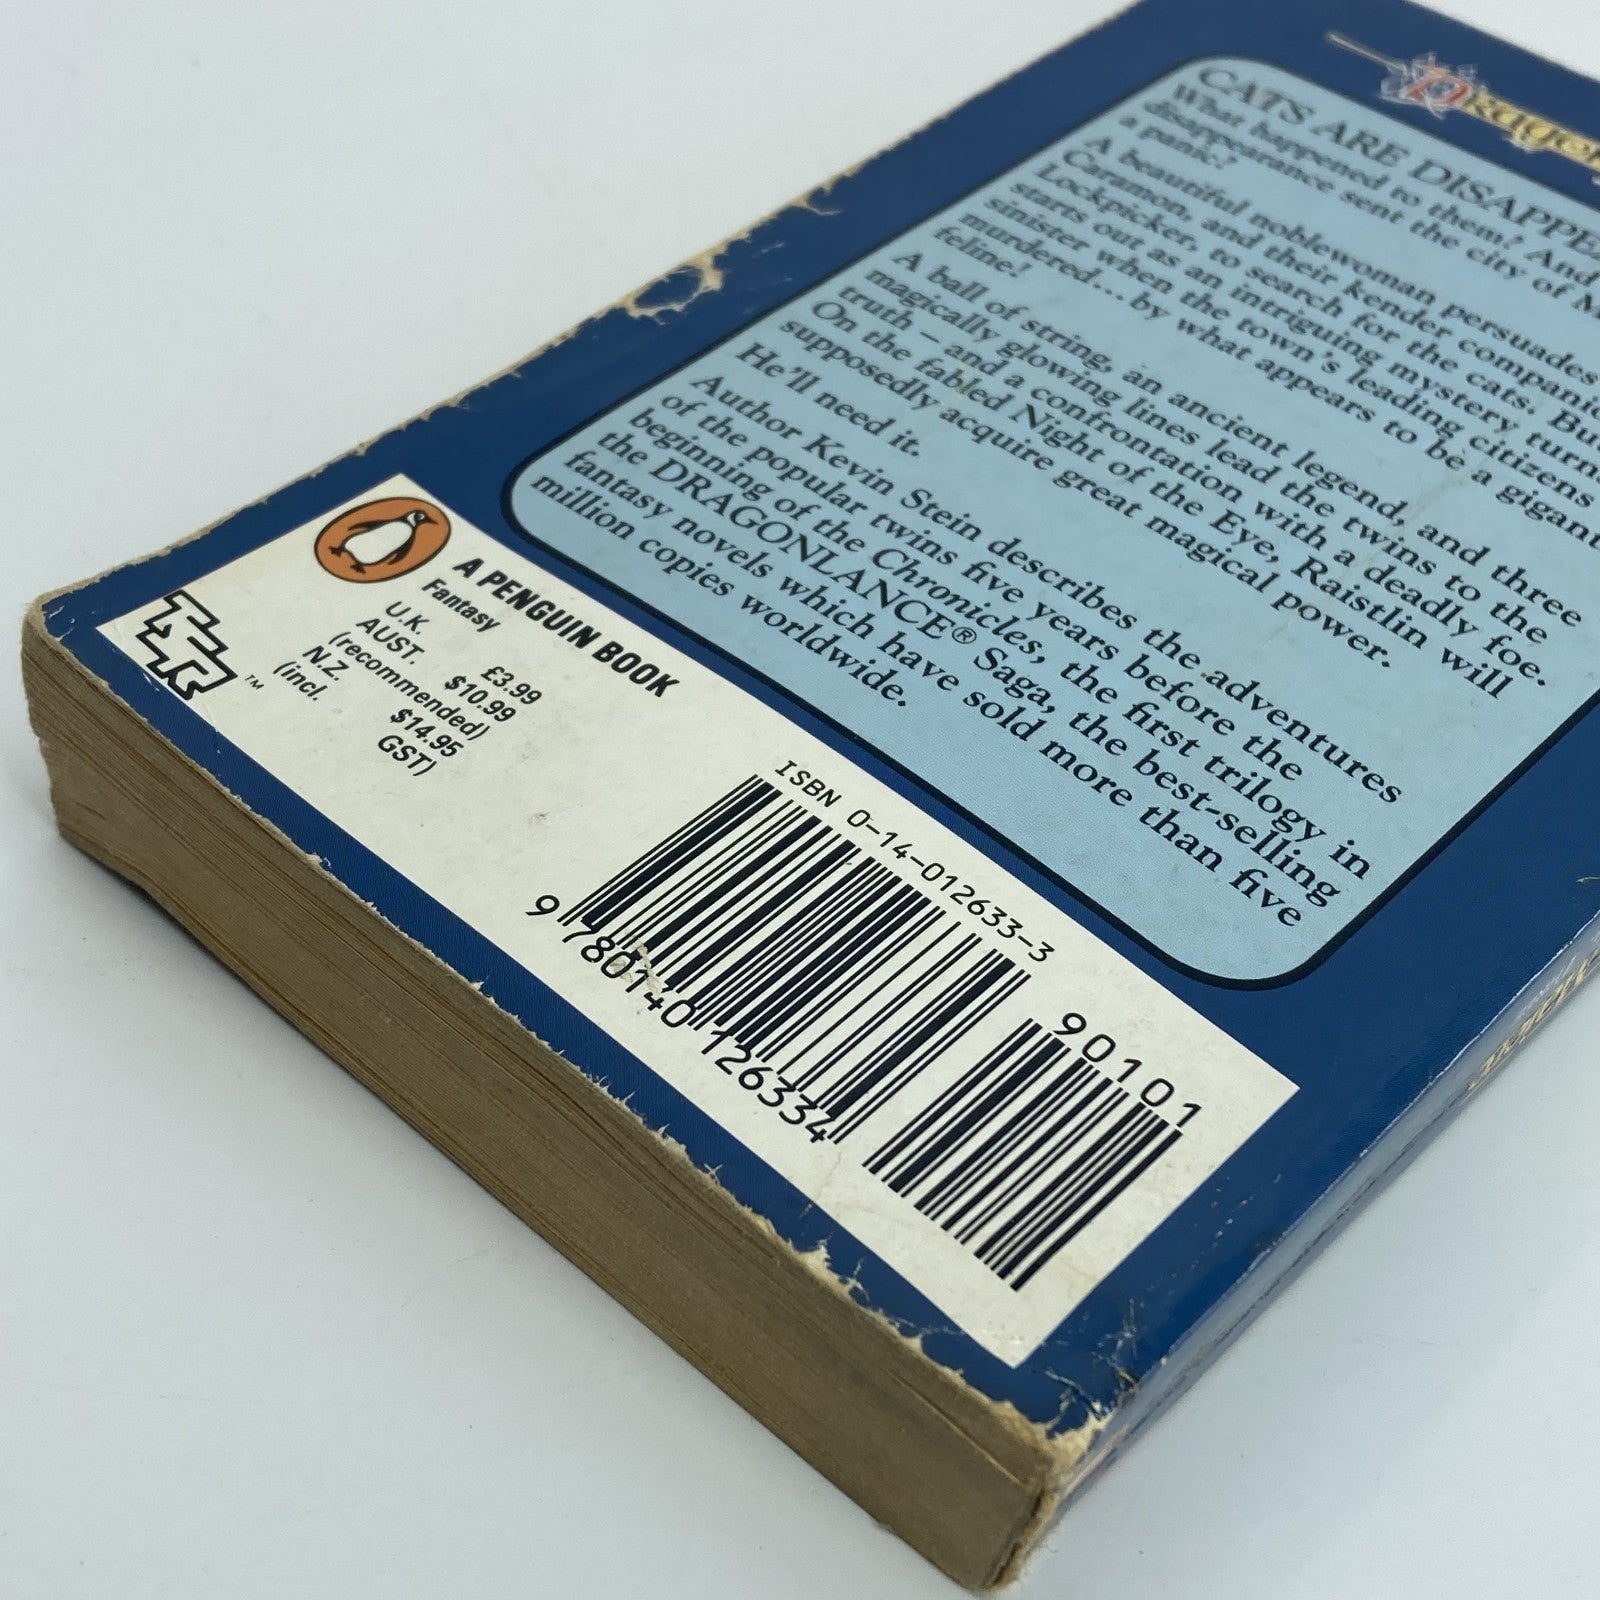 Dragon
CATS ARE DISAPPE
What happened to them? And
disappearance sent the city of M
a panic?
A beautiful noblewoman persuades
Caramon, and their kender companio
Lockpicker, to search for the cats. But
starts out as an intriguing mystery turn
sinister when the town's leading citizens
murdered... by what appears to be a gigant
feline!
A ball of string, an ancient legend, and three
magically glowing lines lead the twins to the
truth – and a confrontation with a deadly foe.
On the fabled Night of the Eye, Raistlin will
supposedly acquire great magical power.
He'll need it.
Author Kevin Stein describes the adventures
of the popular twins five years before the
beginning of the Chronicles, the first trilogy in
the DRAGONLANCE® Saga, the best-selling
fantasy novels which have sold more than five
million copies worldwide.
A PENGUIN BOOK
Fantasy
U.K. £3.99
AUST. $10.99
(recommended)
N.Z. $14.95
(incl. GST)
TSR™
ISBN 0-14-012633-3
90101
9 780140 126334